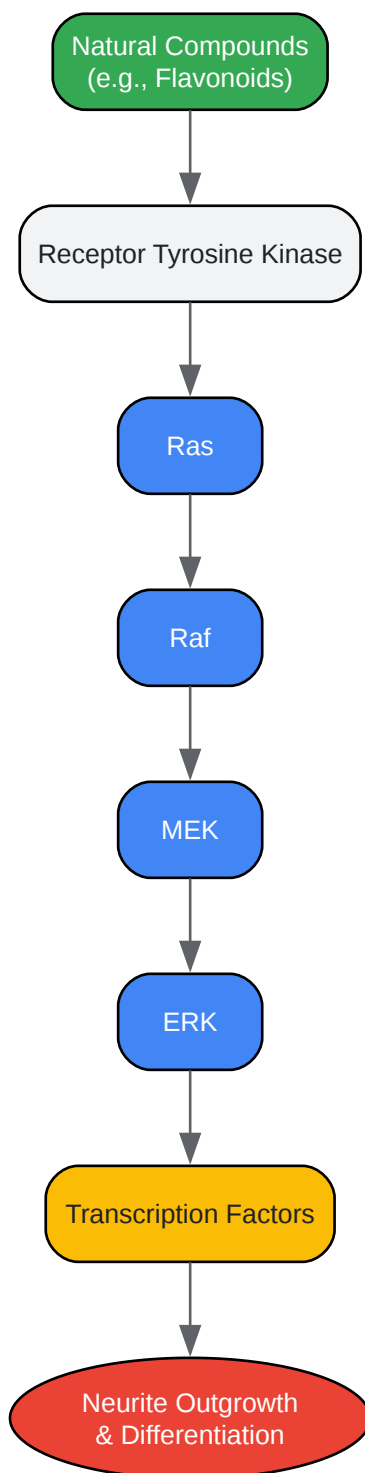 Natural Compounds
(e.g., Flavonoids)
Receptor Tyrosine Kinase
Ras
Raf
MEK
ERK
Transcription Factors
Neurite Outgrowth
& Differentiation